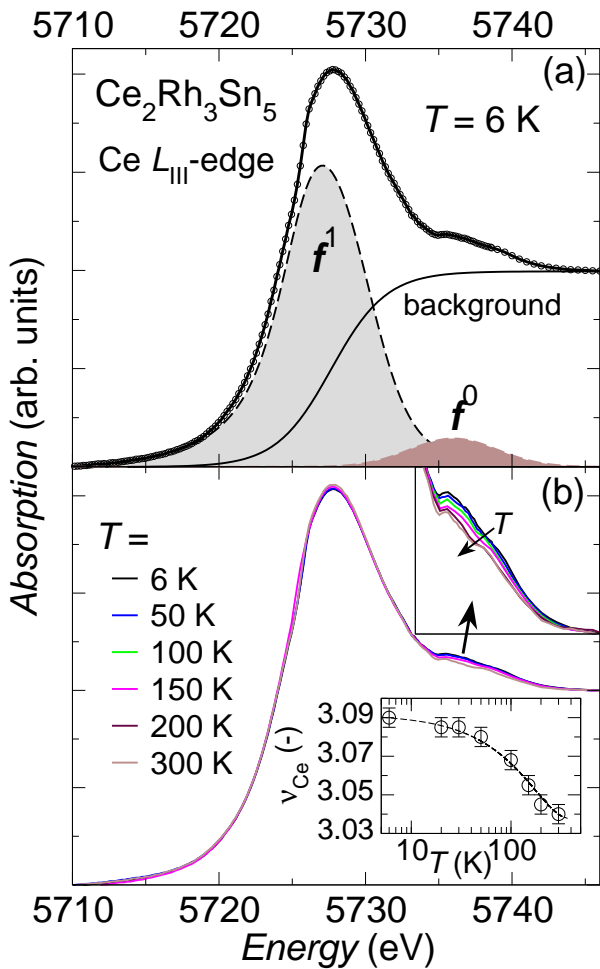 5710 5720 5730 5740
(a)
Ce2Rh3Sn5
T = 6 K
Ce LIII-edge
f1
background
f0
Absorption (arb. units)
(b)
T =
T
6 K
50 K
100 K
150 K
200 K
300 K
3.09
3.07
3.05
3.03
νCe (-)
10 100
T (K)
5710 5720 5730 5740
Energy (eV)